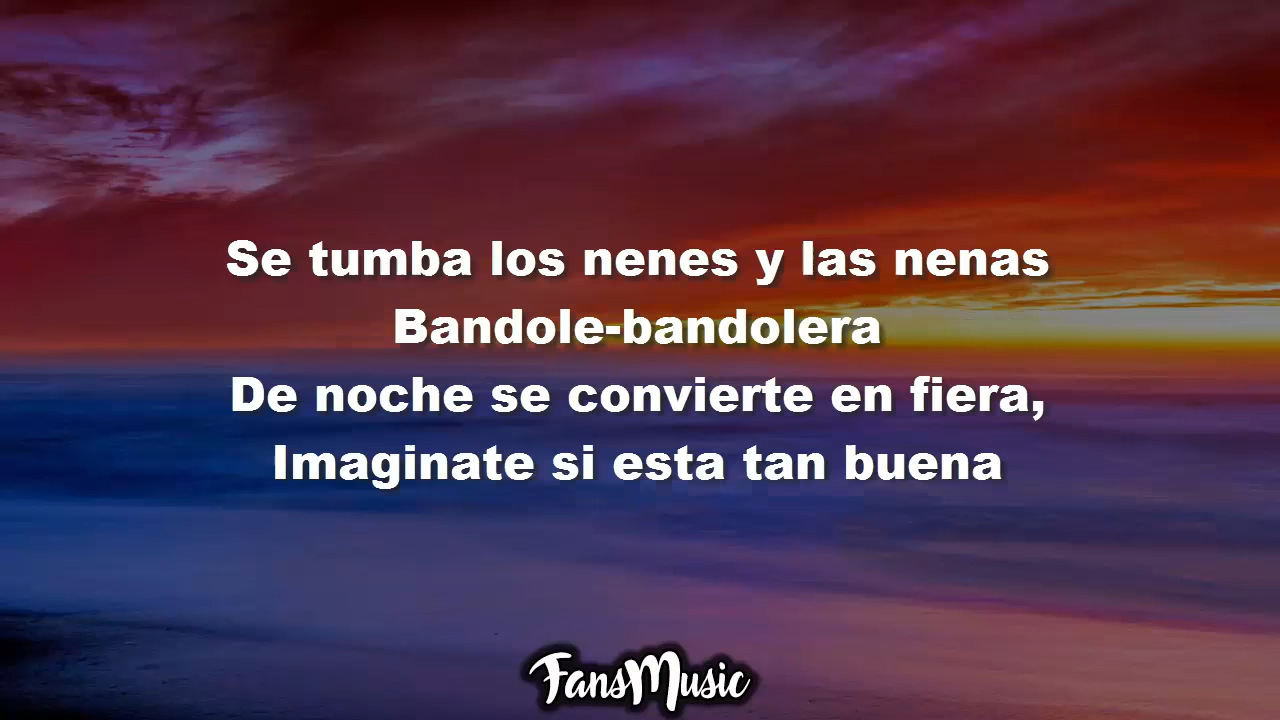 Se tumba los nenes y las nenas
Bandole-bandolera
De noche se convierte en fiera,
Imaginate si esta tan buena
FansMusic